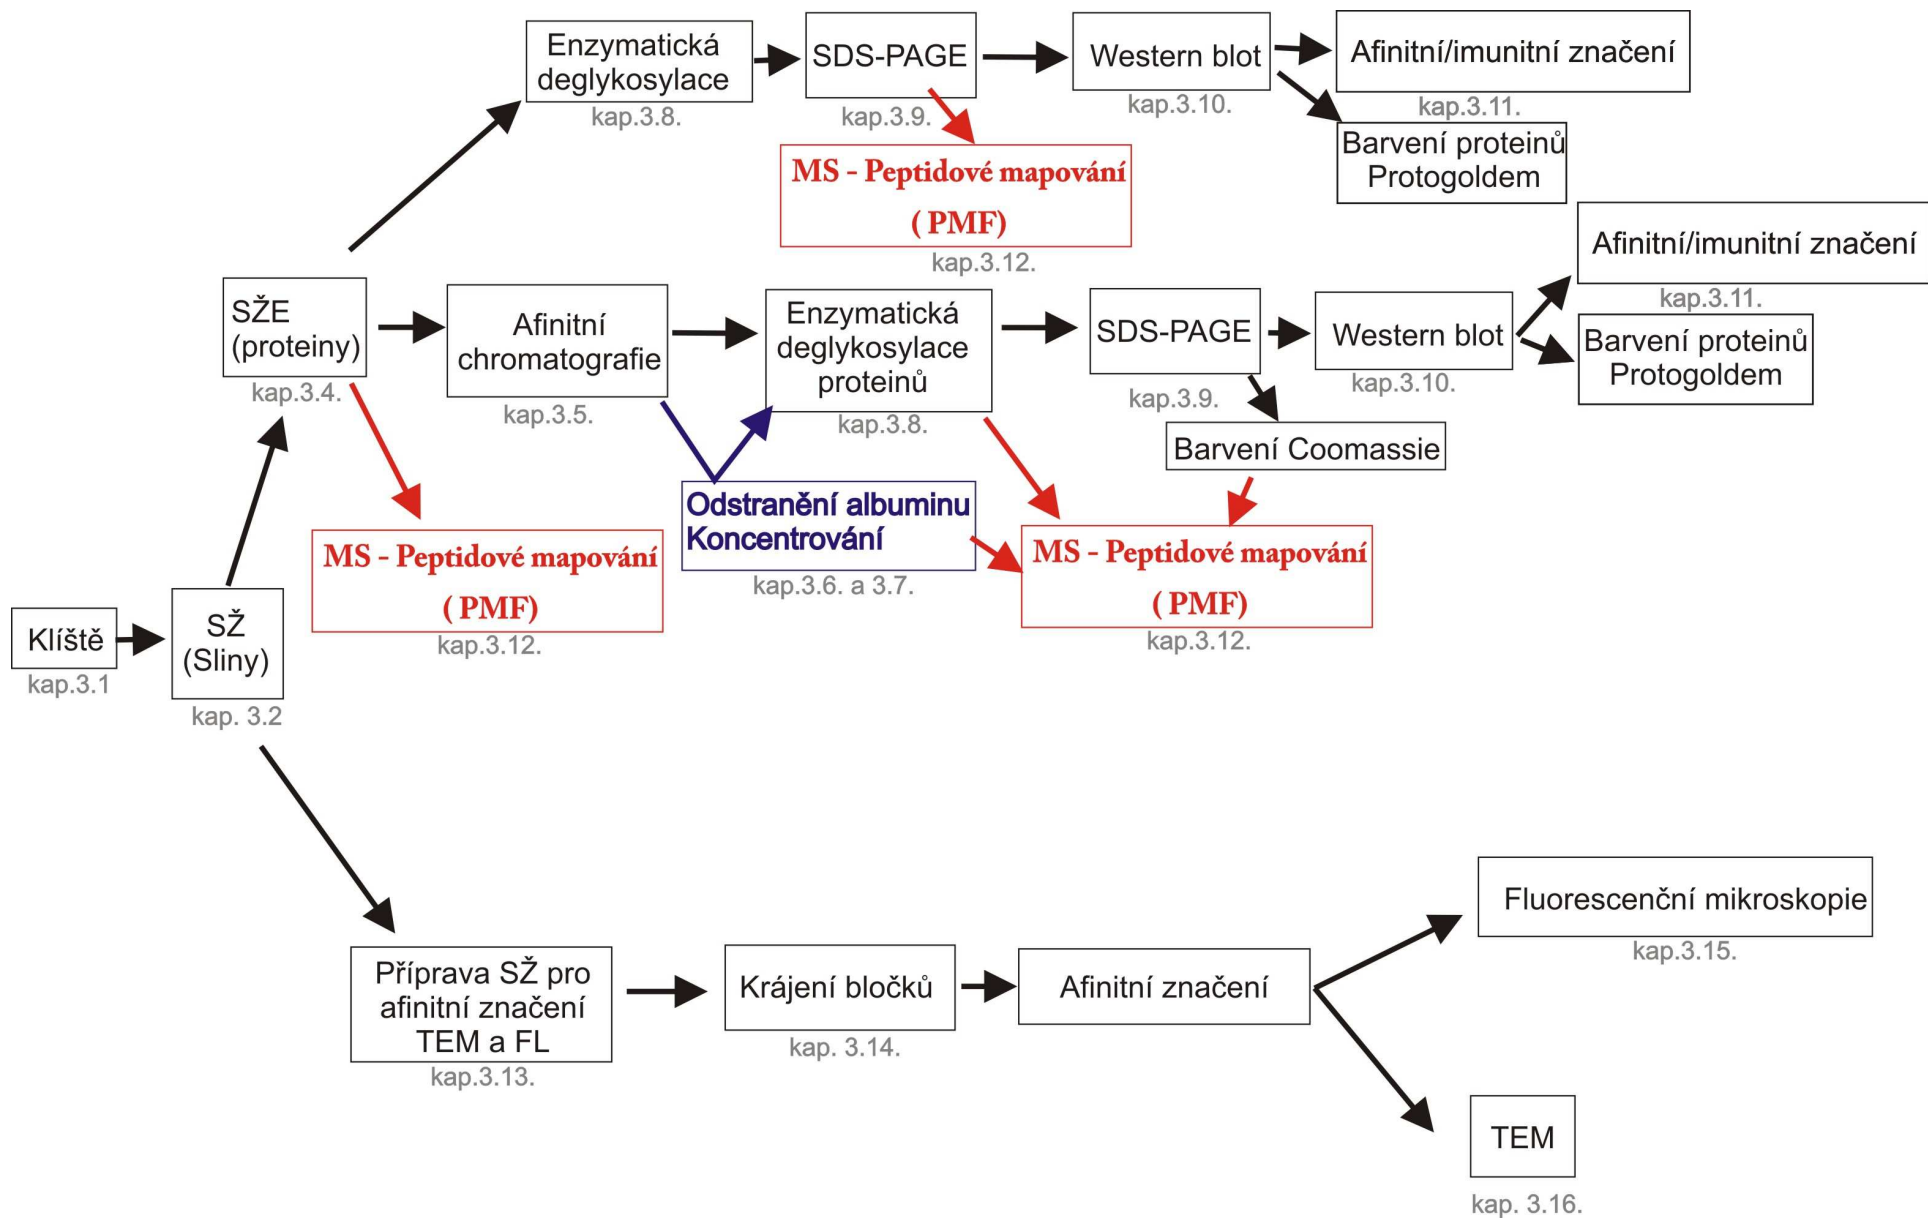 Enzymatická
deglykosylace
kap.3.8.
SDS-PAGE
kap.3.9.
Western blot
kap.3.10.
Afinitní/imunitní značení
kap.3.11.
Barvení proteinů
Protogoldem
MS - Peptidové mapování
( PMF)
kap.3.12.
SŽE
(proteiny)
kap.3.4.
Afinitní
chromatografie
kap.3.5.
Enzymatická
deglykosylace
proteinů
kap.3.8.
SDS-PAGE
kap.3.9.
Western blot
kap.3.10.
Afinitní/imunitní značení
kap.3.11.
Barvení proteinů
Protogoldem
Barvení Coomassie
Odstranění albuminu
Koncentrování
kap.3.6. a 3.7.
MS - Peptidové mapování
( PMF)
kap.3.12.
MS - Peptidové mapování
( PMF)
kap.3.12.
Klíště
kap.3.1
SŽ
(Sliny)
kap. 3.2
Příprava SŽ pro
afinitní značení
TEM a FL
kap.3.13.
Krájení bločků
kap. 3.14.
Afinitní značení
Fluorescenční mikroskopie
kap.3.15.
TEM
kap. 3.16.